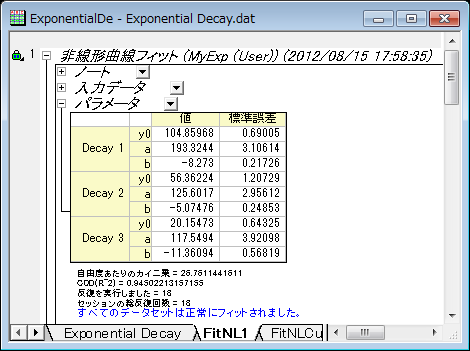 ExponentialDe - Exponential Decay.dat
1
非線形曲線フィット (MyExp (User)) (2012/08/15 17:58:35)
ノート
入力データ
パラメータ
値 標準誤差
Decay 1 y0 104.85968 0.69005
a 193.3244 3.10614
b -8.273 0.21726
Decay 2 y0 56.36224 1.20729
a 125.6017 2.95612
b -5.07476 0.24853
Decay 3 y0 20.15473 0.64325
a 117.5494 3.92098
b -11.36094 0.56819
自由度あたりのカイ二乗 = 26.7611441611
COD(R^2) = 0.94502213157155
反復を実行しました = 18
セッションの総反復回数 = 18
すべてのデータセットは正常にフィットされました。
Exponential Decay FitNL1 FitNLCu